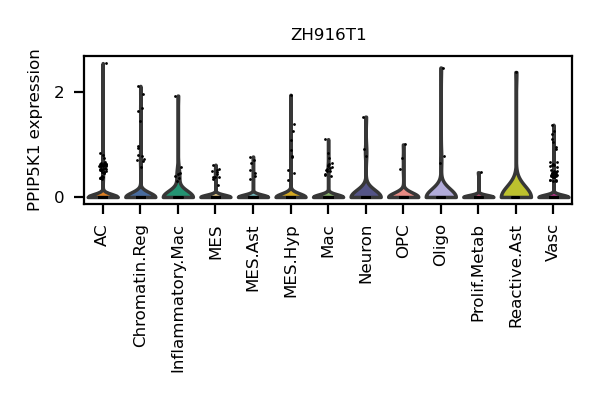 ZH916T1
PPIP5K1 expression
2
0
AC
Chromatin.Reg
Inflammatory.Mac
MES
MES.Ast
MES.Hyp
Mac
Neuron
OPC
Oligo
Prolif.Metab
Reactive.Ast
Vasc